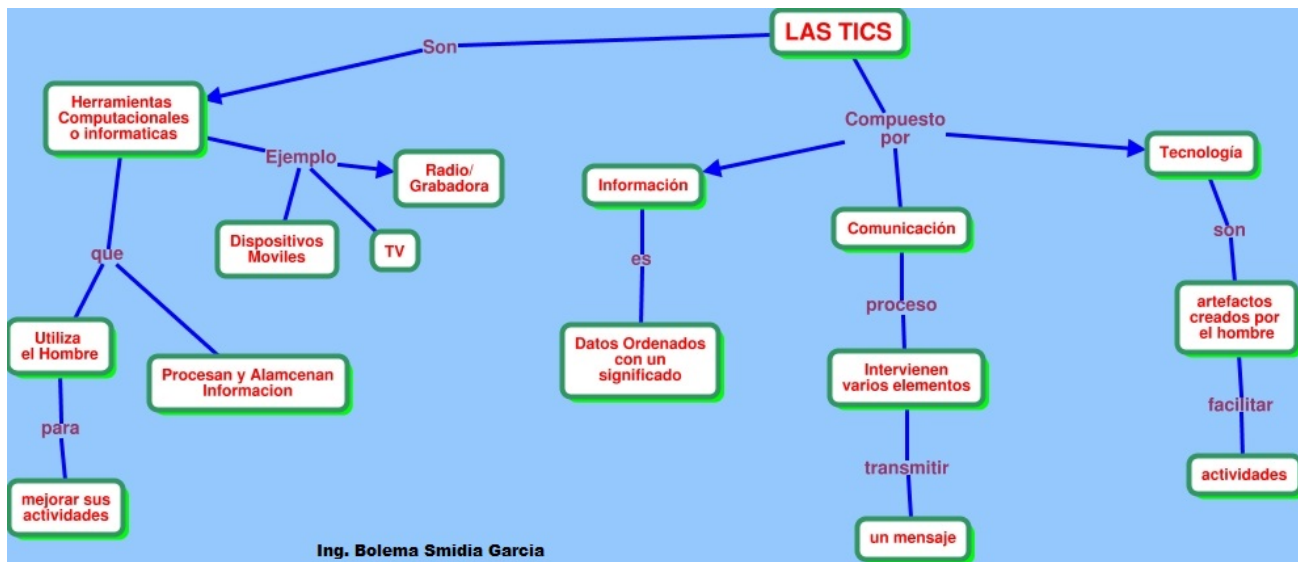 LAS TICS
Son
Herramientas
Computacionales
o informaticas
Ejemplo
Radio/
Grabadora
Dispositivos
Moviles
TV
que
Utiliza
el Hombre
Procesan y Alamcenan
Informacion
para
mejorar sus
actividades
Compuesto
por
Información
es
Datos Ordenados
con un
significado
Comunicación
proceso
Intervienen
varios elementos
transmitir
un mensaje
Tecnología
son
artefactos
creados por
el hombre
facilitar
actividades
Ing. Bolema Smidia Garcia